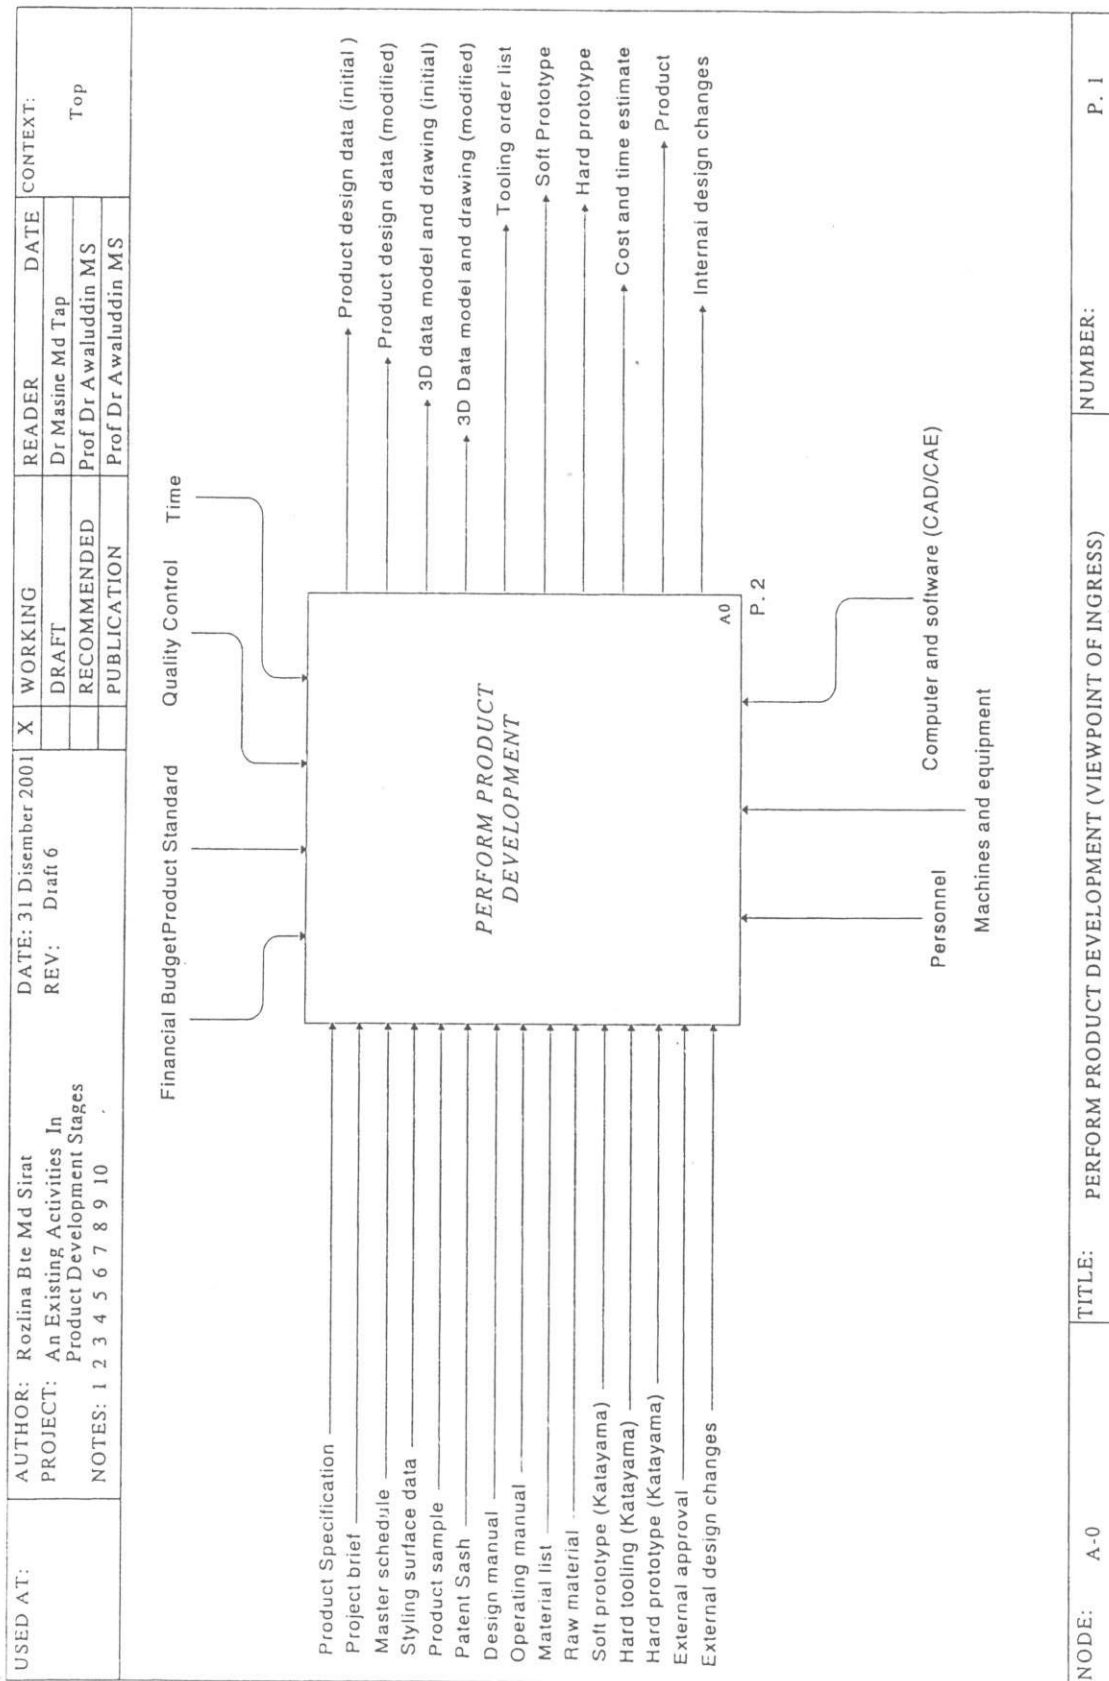 USED AT:
AUTHOR: Rozlina Bte Md Sirat
DATE: 31 Disember 2001
X WORKING
READER DATE
CONTEXT:
PROJECT: An Existing Activities In
Product Development Stages
REV: Draft 6
DRAFT
Dr Masine Md Tap
RECOMMENDED
Prof Dr Awaluddin MS
NOTES: 1 2 3 4 5 6 7 8 9 10
PUBLICATION
Prof Dr Awaluddin MS
Top
Financial Budget
Product Standard
Quality Control
Time
Product Specification
Project brief
Master schedule
Styling surface data
Product sample
Patent Sash
Design manual
Operating manual
Material list
Raw material
Soft prototype (Katayama)
Hard tooling (Katayama)
Hard prototype (Katayama)
External approval
External design changes
PERFORM PRODUCT
DEVELOPMENT
A0
P. 2
Product design data (initial )
Product design data (modified)
3D data model and drawing (initial)
3D Data model and drawing (modified)
Tooling order list
Soft Prototype
Hard prototype
Cost and time estimate
Product
Internal design changes
Personnel
Machines and equipment
Computer and software (CAD/CAE)
NODE: A-0
TITLE: PERFORM PRODUCT DEVELOPMENT (VIEWPOINT OF INGRESS)
NUMBER: P. 1